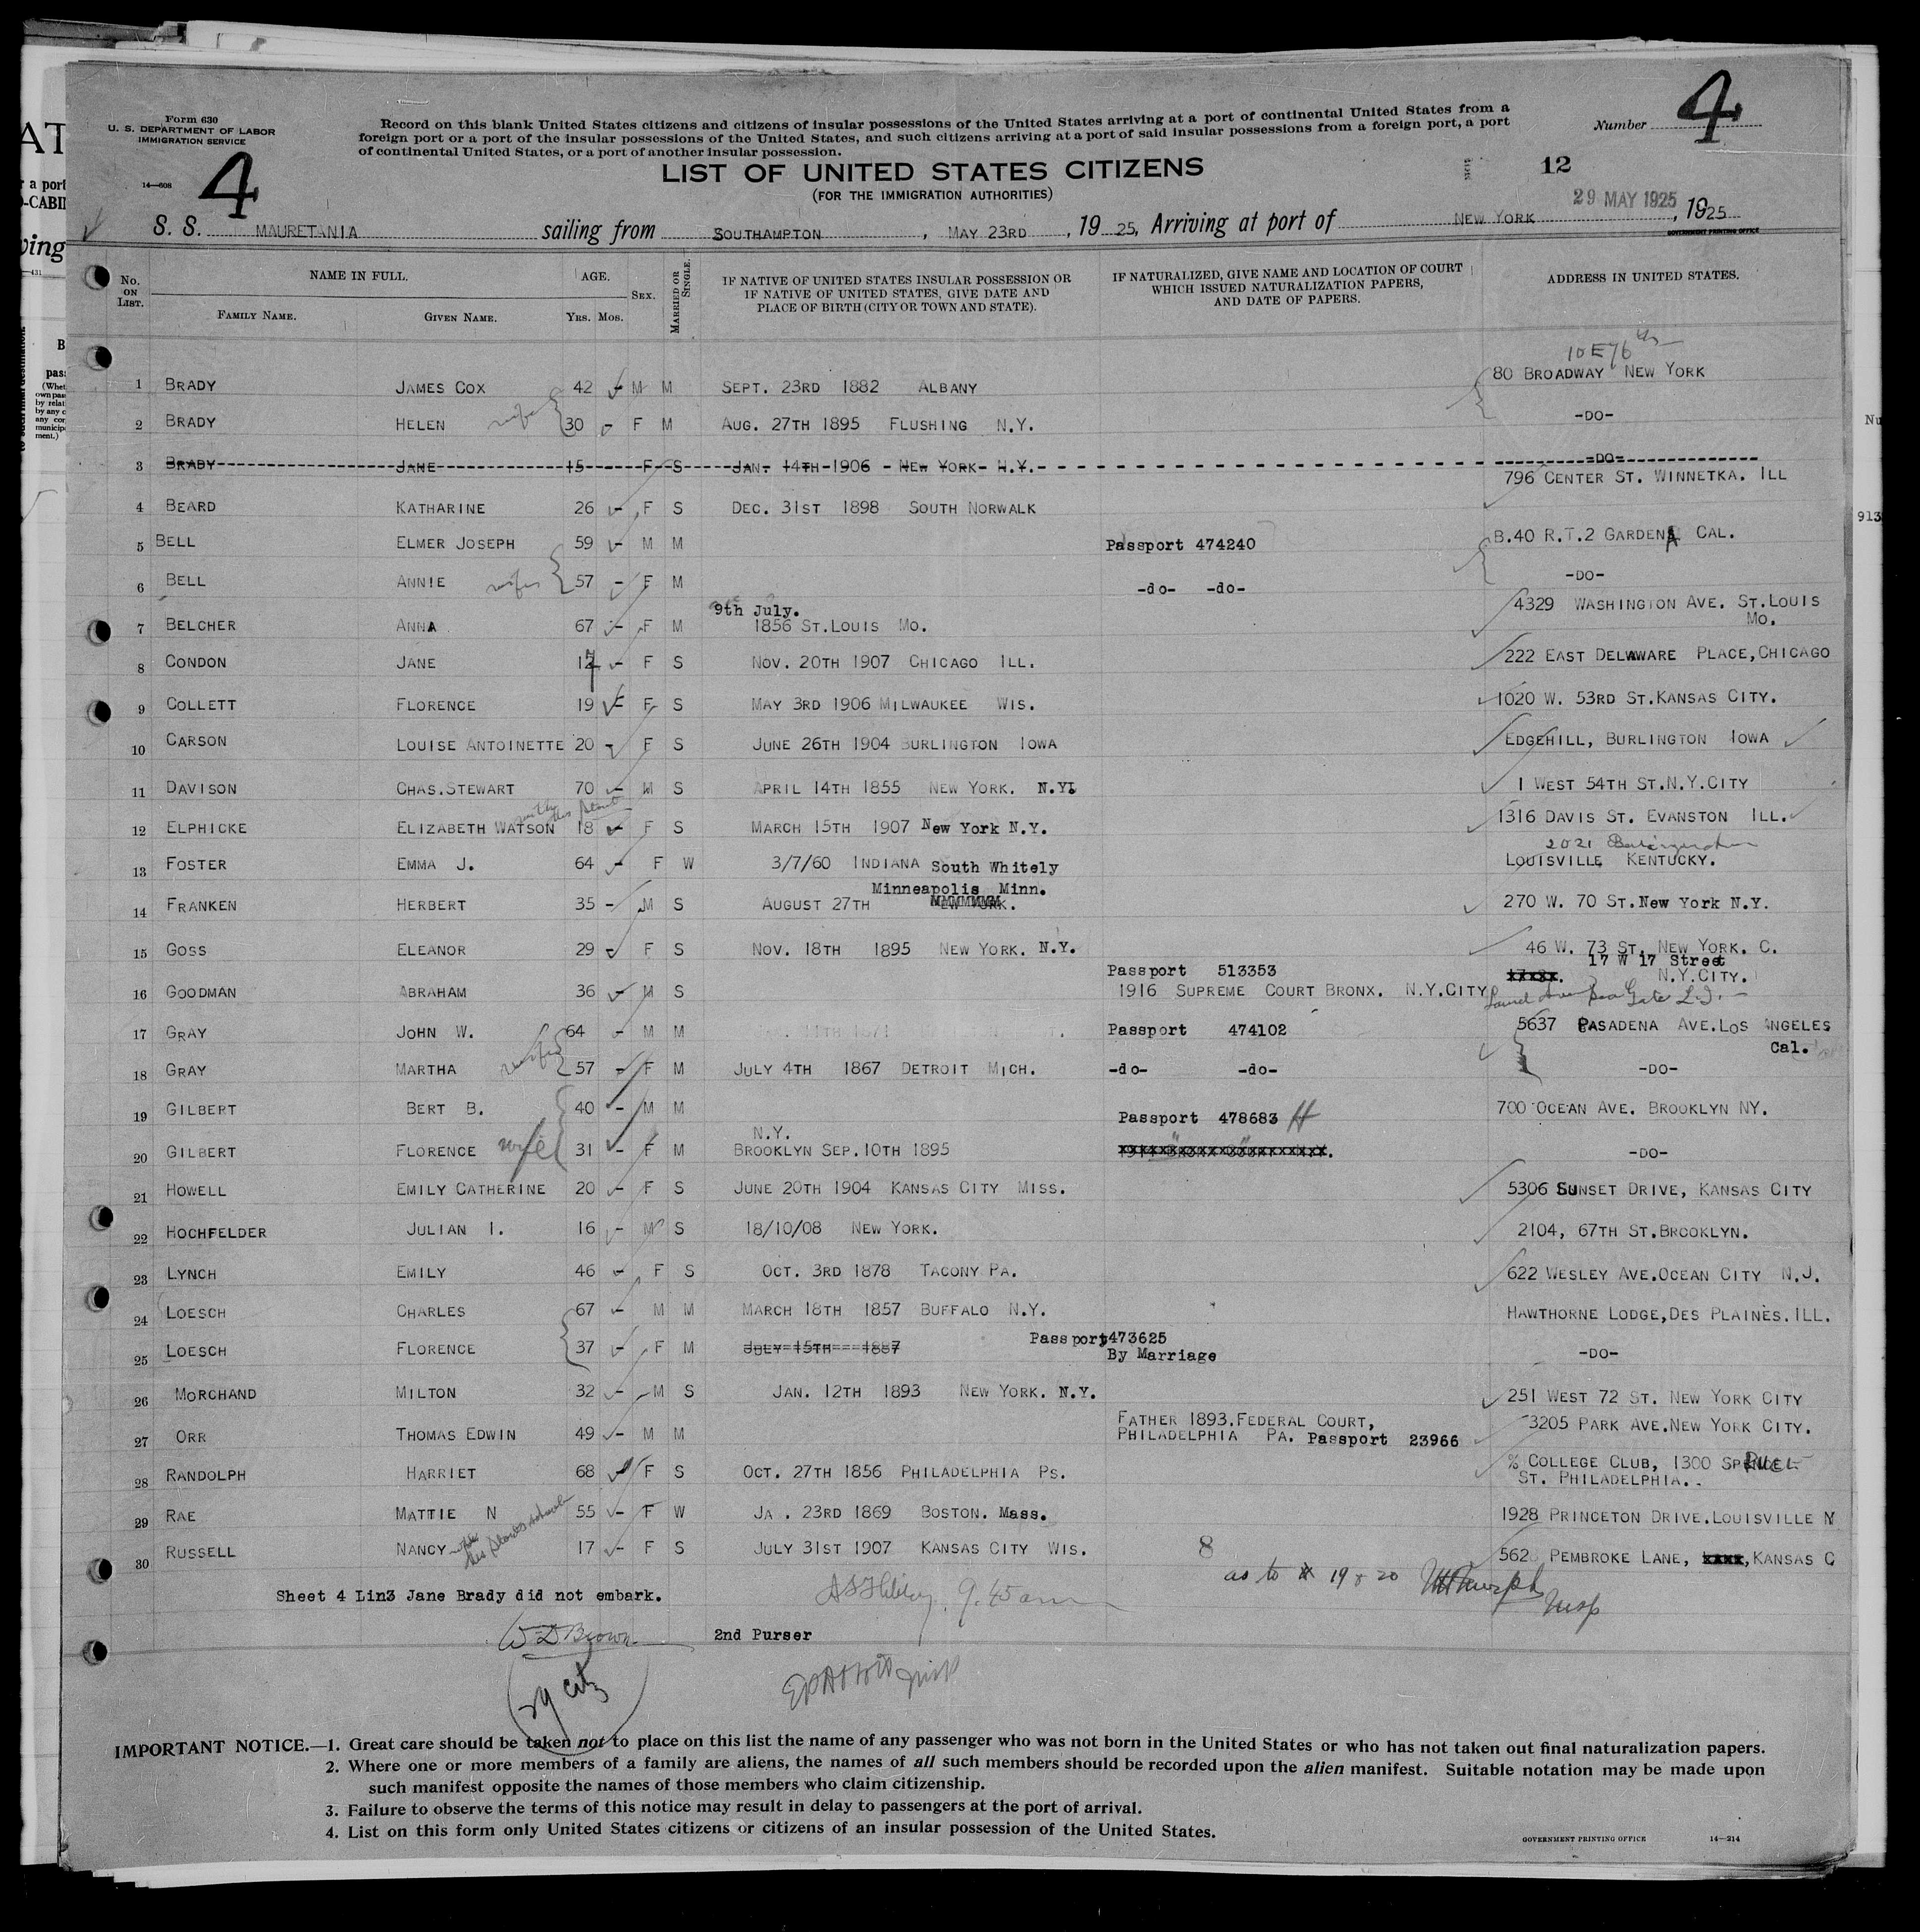 Form 630
U. S. DEPARTMENT OF LABOR
IMMIGRATION SERVICE
14—608
4
Record on this blank United States citizens and citizens of insular possessions of the United States arriving at a port of continental United States from a
foreign port or a port of the insular possessions of the United States, and such citizens arriving at a port of said insular possessions from a foreign port, a port
of continental United States, or a port of another insular possession.
Number 4
LIST OF UNITED STATES CITIZENS
(FOR THE IMMIGRATION AUTHORITIES)
12
29 MAY 1925
S. S. MAURETANIA sailing from SOUTHAMPTON, MAY 23RD, 1925, Arriving at port of NEW YORK, 1925
GOVERNMENT PRINTING OFFICE
No. ON LIST. NAME IN FULL. FAMILY NAME. GIVEN NAME. AGE. YRS. MOS. SEX. MARRIED OR SINGLE. IF NATIVE OF UNITED STATES INSULAR POSSESSION OR IF NATIVE OF UNITED STATES, GIVE DATE AND PLACE OF BIRTH (CITY OR TOWN AND STATE). IF NATURALIZED, GIVE NAME AND LOCATION OF COURT WHICH ISSUED NATURALIZATION PAPERS, AND DATE OF PAPERS. ADDRESS IN UNITED STATES.
10 E 76 th
1 BRADY JAMES COX 42 M M SEPT. 23RD 1882 ALBANY 80 BROADWAY NEW YORK
2 BRADY HELEN wife 30 - F M AUG. 27TH 1895 FLUSHING N.Y. -DO-
3 BRADY JANE 15 F S JAN. 14TH 1906 NEW YORK N.Y. -DO-
4 BEARD KATHARINE 26 - F S DEC. 31ST 1898 SOUTH NORWALK 796 CENTER ST. WINNETKA. ILL
5 BELL ELMER JOSEPH 59 - M M Passport 474240 B.40 R.T.2 GARDENA CAL.
6 BELL ANNIE wife 57 - F M -do- -do- -DO-
9th July.
7 BELCHER ANNA 67 - F M 1856 ST.LOUIS MO. 4329 WASHINGTON AVE. ST.LOUIS
MO.
8 CONDON JANE 17 - F S NOV. 20TH 1907 CHICAGO ILL. 222 EAST DELAWARE PLACE,CHICAGO
9 COLLETT FLORENCE 19 - F S MAY 3RD 1906 MILWAUKEE WIS. 1020 W. 53RD ST.KANSAS CITY.
10 CARSON LOUISE ANTOINETTE 20 - F S JUNE 26TH 1904 BURLINGTON IOWA EDGEHILL, BURLINGTON IOWA
11 DAVISON CHAS.STEWART 70 - M S APRIL 14TH 1855 NEW YORK. N.Y. 1 WEST 54TH ST.N.Y.CITY
12 ELPHICKE ELIZABETH WATSON 18 - F S MARCH 15TH 1907 New York N.Y. 1316 DAVIS ST. EVANSTON ILL.
2021
13 FOSTER EMMA J. 64 - F W 3/7/60 INDIANA South Whitely LOUISVILLE KENTUCKY.
Minneapolis Minn.
14 FRANKEN HERBERT 35 - M S AUGUST 27TH NEW YORK. 270 W. 70 ST.New York N.Y.
15 GOSS ELEANOR 29 - F S NOV. 18TH 1895 NEW YORK. N.Y. 46 W. 73 ST. NEW YORK. C.
Passport 513353 17 W 17 Street
16 GOODMAN ABRAHAM 36 - M S 1916 SUPREME COURT BRONX. N.Y.CITY N.Y.CITY.
Sea Gate L.I.
17 GRAY JOHN W. 64 - M M Passport 474102 5637 PASADENA AVE.LOS ANGELES
Cal.
18 GRAY MARTHA wife 57 - F M JULY 4TH 1867 DETROIT MICH. -do- -do- -DO-
19 GILBERT BERT B. 40 - M M Passport 478683 H 700 OCEAN AVE. BROOKLYN NY.
N.Y.
20 GILBERT FLORENCE wife 31 - F M BROOKLYN SEP.10TH 1895 -DO-
21 HOWELL EMILY CATHERINE 20 - F S JUNE 20TH 1904 KANSAS CITY MISS. 5306 SUNSET DRIVE, KANSAS CITY
22 HOCHFELDER JULIAN I. 16 - M S 18/10/08 NEW YORK. 2104, 67TH ST.BROOKLYN.
23 LYNCH EMILY 46 - F S OCT. 3RD 1878 TACONY PA. 622 WESLEY AVE.OCEAN CITY N.J.
24 LOESCH CHARLES 67 - M M MARCH 18TH 1857 BUFFALO N.Y. HAWTHORNE LODGE,DES PLAINES.ILL.
25 LOESCH FLORENCE 37 - F M JULY 15TH 1887 Passport 473625 -DO-
By Marriage
26 MORCHAND MILTON 32 - M S JAN. 12TH 1893 NEW YORK. N.Y. 251 WEST 72 ST. NEW YORK CITY
FATHER 1893.FEDERAL COURT,
27 ORR THOMAS EDWIN 49 - M M PHILADELPHIA PA. Passport 23966 3205 PARK AVE.NEW YORK CITY.
28 RANDOLPH HARRIET 68 F S OCT. 27TH 1856 PHILADELPHIA PS. % COLLEGE CLUB, 1300 SPRUCE
ST. PHILADELPHIA.
29 RAE MATTIE N 55 - F W JA . 23RD 1869 BOSTON. Mass. 1928 PRINCETON DRIVE.LOUISVILLE
30 RUSSELL NANCY 17 - F S JULY 31ST 1907 KANSAS CITY WIS. 562 PEMBROKE LANE, KANSAS C
8
as to 19 & 20
Sheet 4 Lin3 Jane Brady did not embark.
9.45 am
W D Brown 2nd Purser
IMPORTANT NOTICE.—1. Great care should be taken not to place on this list the name of any passenger who was not born in the United States or who has not taken out final naturalization papers.
2. Where one or more members of a family are aliens, the names of all such members should be recorded upon the alien manifest. Suitable notation may be made upon
such manifest opposite the names of those members who claim citizenship.
3. Failure to observe the terms of this notice may result in delay to passengers at the port of arrival.
4. List on this form only United States citizens or citizens of an insular possession of the United States.
GOVERNMENT PRINTING OFFICE 14—214